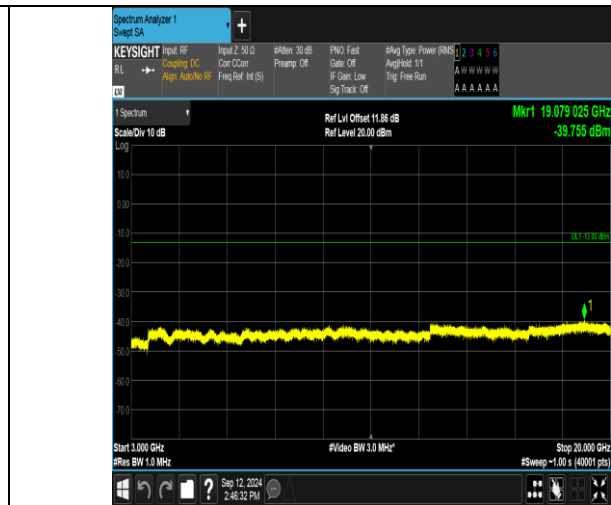 Spectrum Analyzer 1
Swept SA
+
KEYSIGHT
RL
LXI
Input: RF
Coupling: DC
Align: Auto/No RF
Input Z: 50 Ω
Corr CCorr
Freq Ref: Int (S)
#Atten: 30 dB
Preamp: Off
PNO: Fast
Gate: Off
IF Gain: Low
Sig Track: Off
#Avg Type: Power (RMS
Avg|Hold: 1/1
Trig: Free Run
1 2 3 4 5 6
A W W W W W
A A A A A A
1 Spectrum
Scale/Div 10 dB
Log
Ref Lvl Offset 11.86 dB
Ref Level 20.00 dBm
Mkr1 19.079 025 GHz
-39.755 dBm
10.0
0.00
-10.0
DL1 -13.00 dBm
-20.0
-30.0
1
-40.0
-50.0
-60.0
-70.0
Start 3.000 GHz
#Res BW 1.0 MHz
#Video BW 3.0 MHz*
Stop 20.000 GHz
#Sweep ~1.00 s (40001 pts)
?
Sep 12, 2024
2:46:32 PM